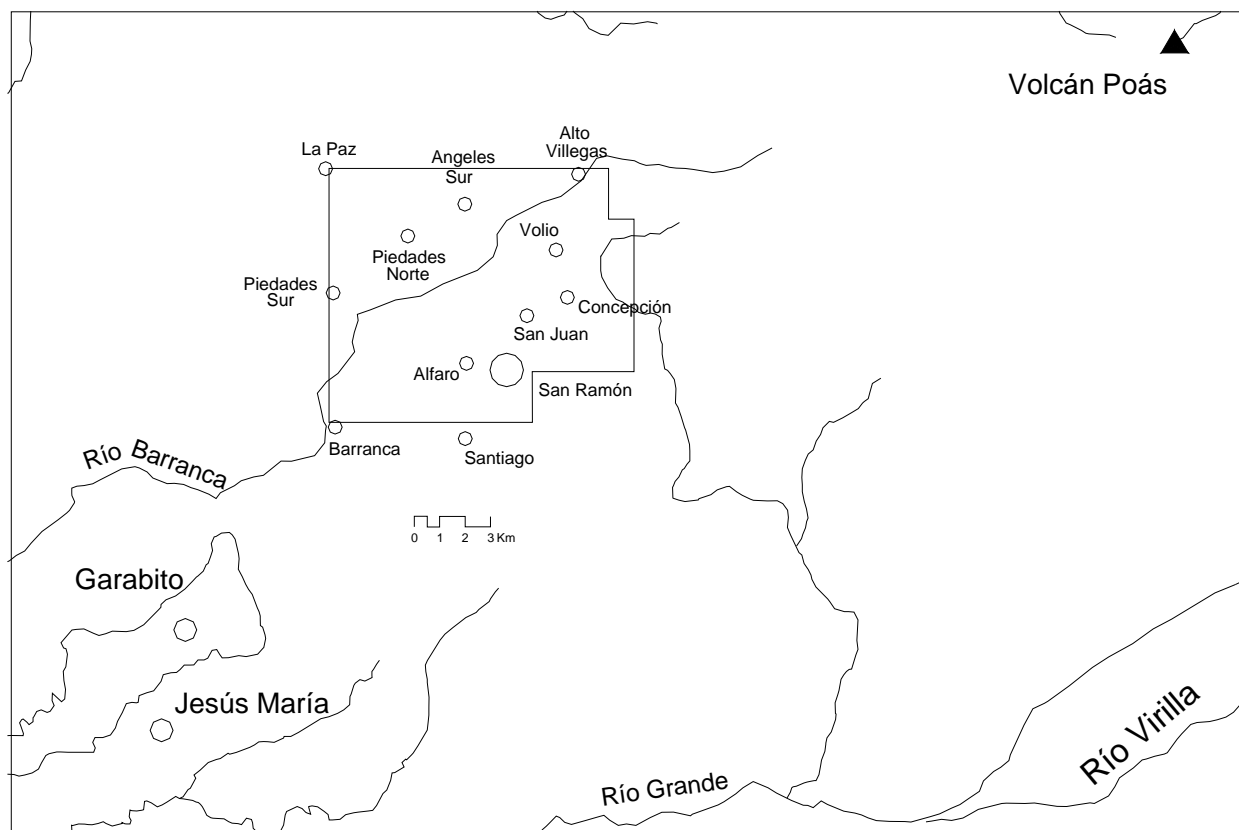 Volcán Poás
Alto
Villegas
La Paz
Angeles
Sur
Volio
Piedades
Norte
Piedades
Sur
Concepción
San Juan
Alfaro
San Ramón
Barranca
Santiago
Río Barranca
0 1 2 3 Km
Garabito
Jesús María
Río Virilla
Río Grande